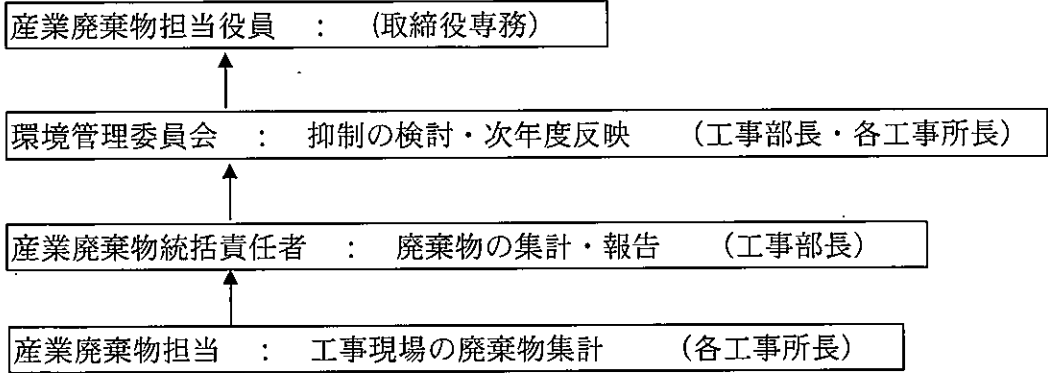 産業廃棄物担当役員 : (取締役専務)
環境管理委員会 : 抑制の検討・次年度反映 (工事部長・各工事所長)
産業廃棄物統括責任者 : 廃棄物の集計・報告 (工事部長)
産業廃棄物担当 : 工事現場の廃棄物集計 (各工事所長)